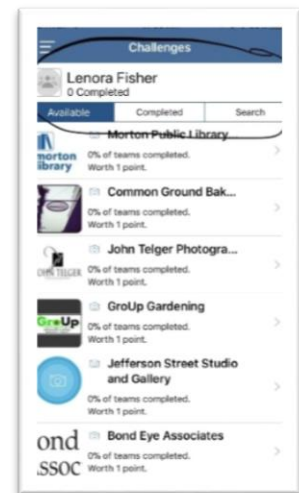 Challenges
Lenora Fisher
0 Completed
Available Completed Search
morton
library
Morton Public Library...
0% of teams completed.
Worth 1 point.
Common Ground Bak...
0% of teams completed.
Worth 1 point.
JOHN TELGER
John Telger Photogra...
0% of teams completed.
Worth 1 point.
GroUp
GroUp Gardening
0% of teams completed.
Worth 1 point.
Jefferson Street Studio
and Gallery
0% of teams completed.
Worth 1 point.
ond
ssoc
Bond Eye Associates
0% of teams completed.
Worth 1 point.